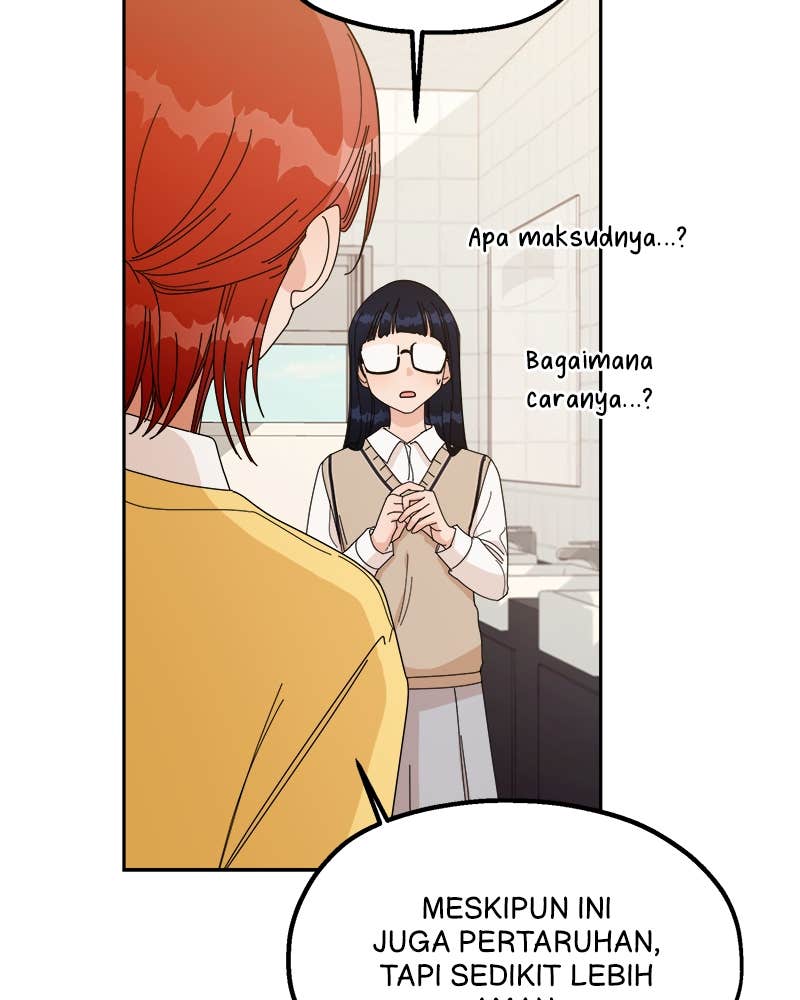 Apa maksudnya...?
Bagaimana
caranya...?
MESKIPUN INI
JUGA PERTARUHAN,
TAPI SEDIKIT LEBIH